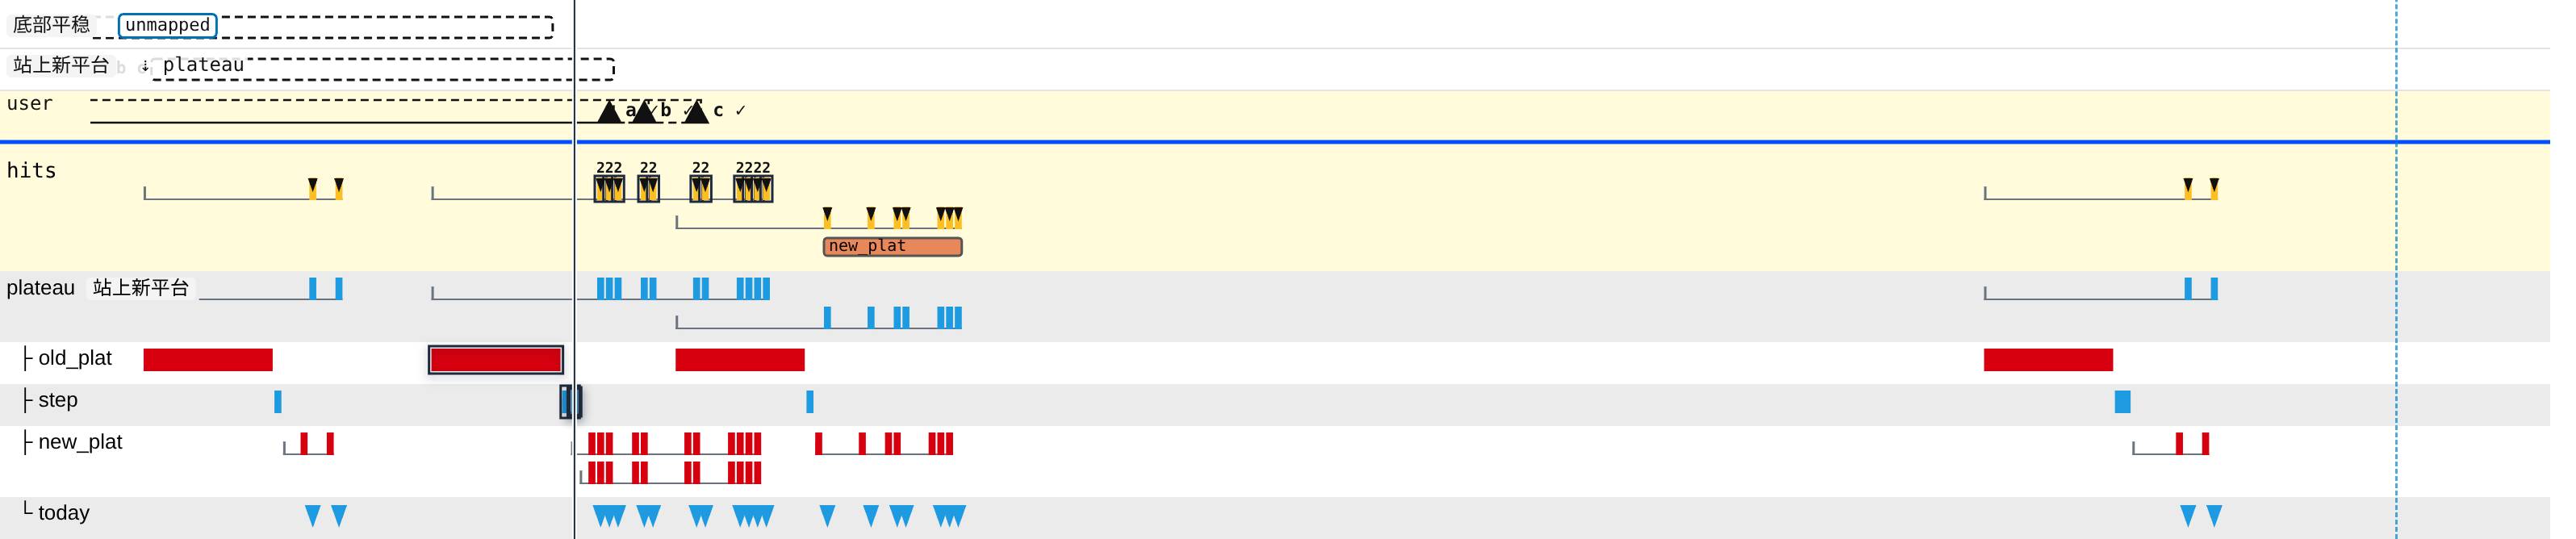 底部平稳 unmapped
站上新平台 ⇣ plateau
user a ✓ b ✓ c ✓
hits 222 22 22 2222
new_plat
plateau 站上新平台
├ old_plat
├ step
├ new_plat
└ today